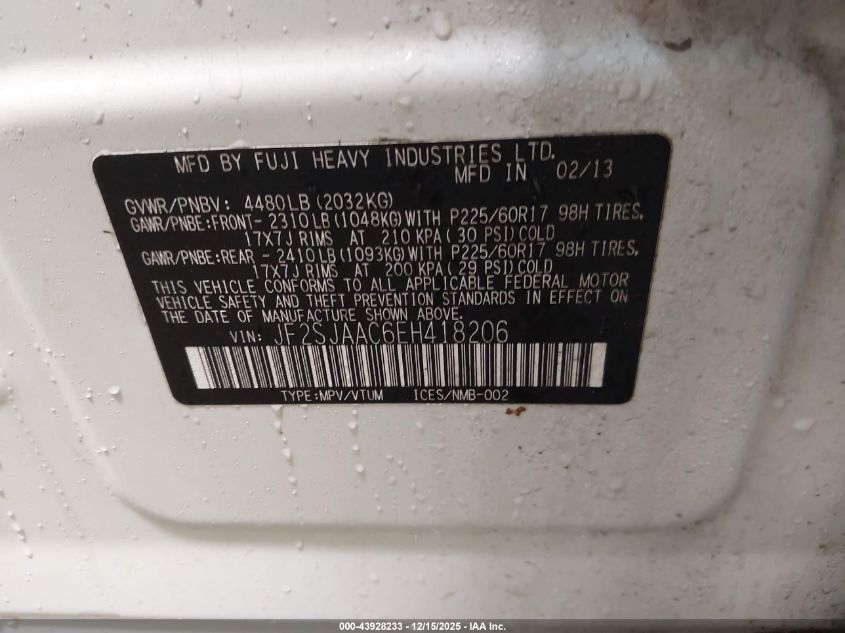 MFD BY FUJI HEAVY INDUSTRIES LTD.
MFD IN 02/13
GVWR/PNBV: 4480LB (2032KG)
GAWR/PNBE:FRONT- 2310LB (1048KG) WITH P225/60R17 98H TIRES,
17X7J RIMS AT 210 KPA (30 PSI) COLD
GAWR/PNBE:REAR - 2410LB (1093KG) WITH P225/60R17 98H TIRES,
17X7J RIMS AT 200 KPA (29 PSI) COLD
THIS VEHICLE CONFORMS TO ALL APPLICABLE FEDERAL MOTOR
VEHICLE SAFETY AND THEFT PREVENTION STANDARDS IN EFFECT ON
THE DATE OF MANUFACTURE SHOWN ABOVE.
VIN: JF2SJAAC6EH418206
TYPE:MPV/VTUM ICES/NMB-002
000-43928233 - 12/15/2025 - IAA Inc.